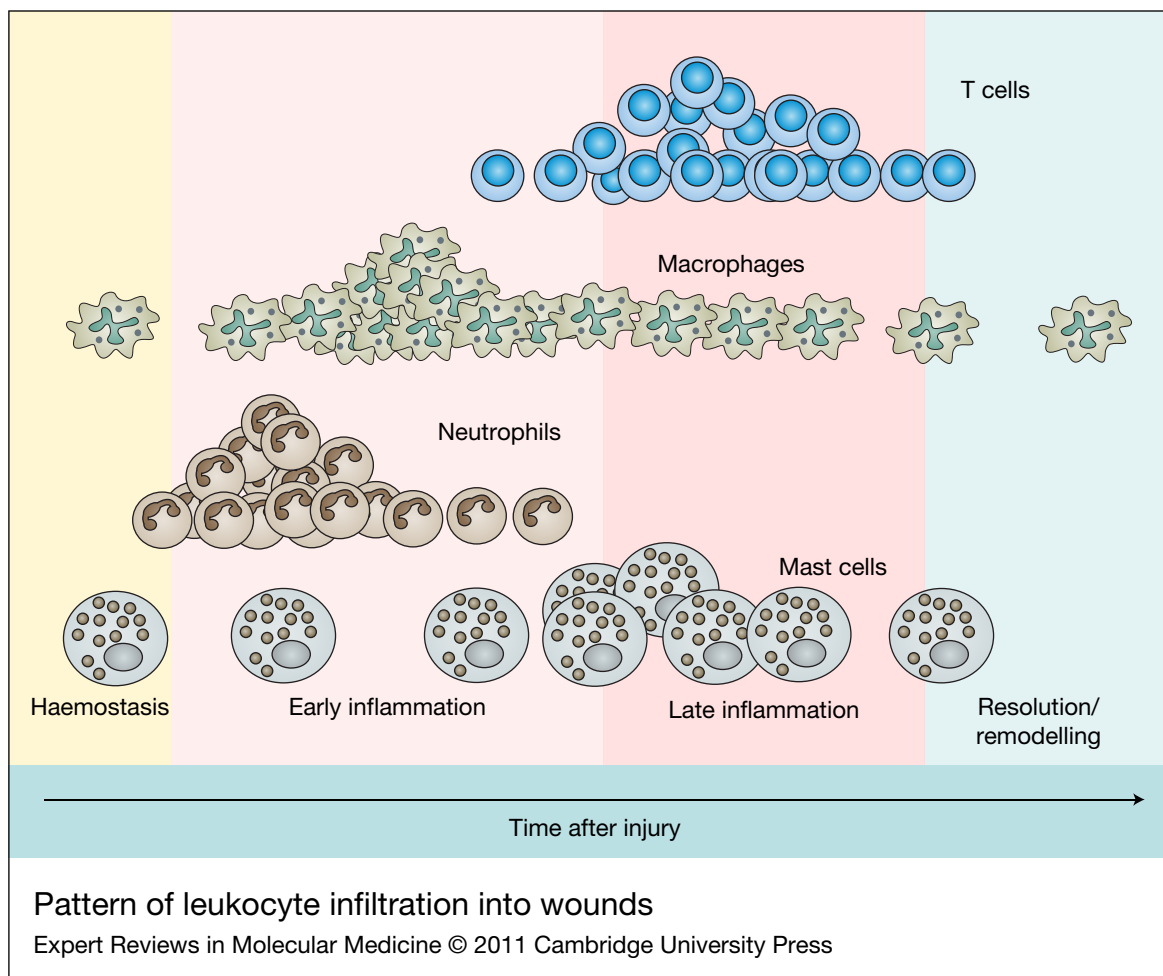 T cells
Macrophages
Neutrophils
Mast cells
Haemostasis
Early inflammation
Late inflammation
Resolution/
remodelling
Time after injury
Pattern of leukocyte infiltration into wounds
Expert Reviews in Molecular Medicine © 2011 Cambridge University Press